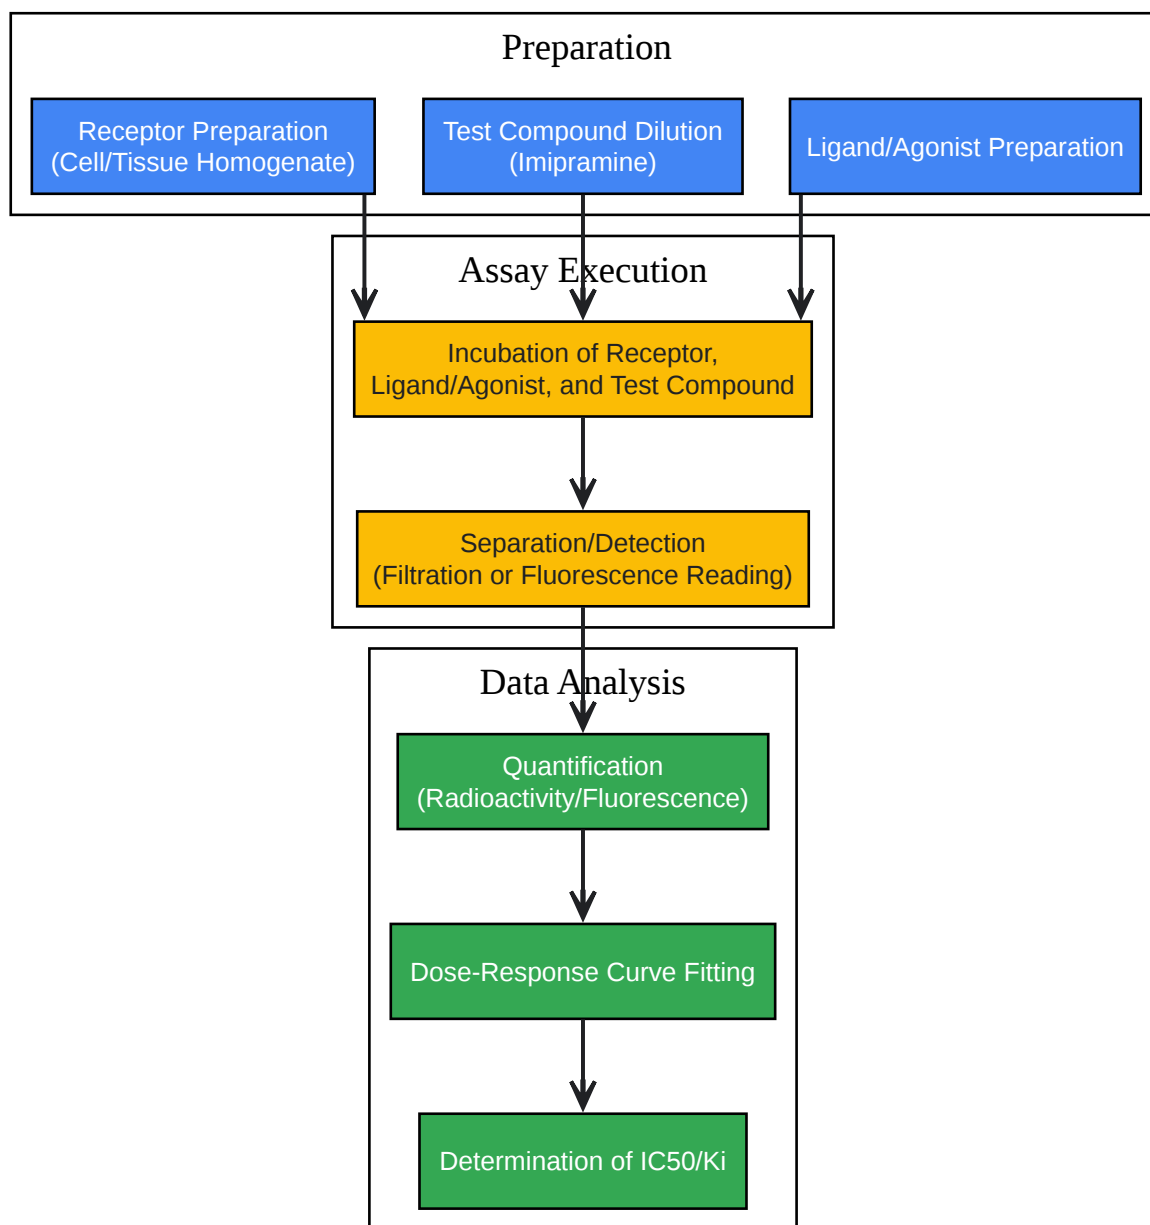 Preparation
Receptor Preparation
(Cell/Tissue Homogenate)
Test Compound Dilution
(Imipramine)
Ligand/Agonist Preparation
Assay Execution
Incubation of Receptor,
Ligand/Agonist, and Test Compound
Separation/Detection
(Filtration or Fluorescence Reading)
Data Analysis
Quantification
(Radioactivity/Fluorescence)
Dose-Response Curve Fitting
Determination of IC50/Ki